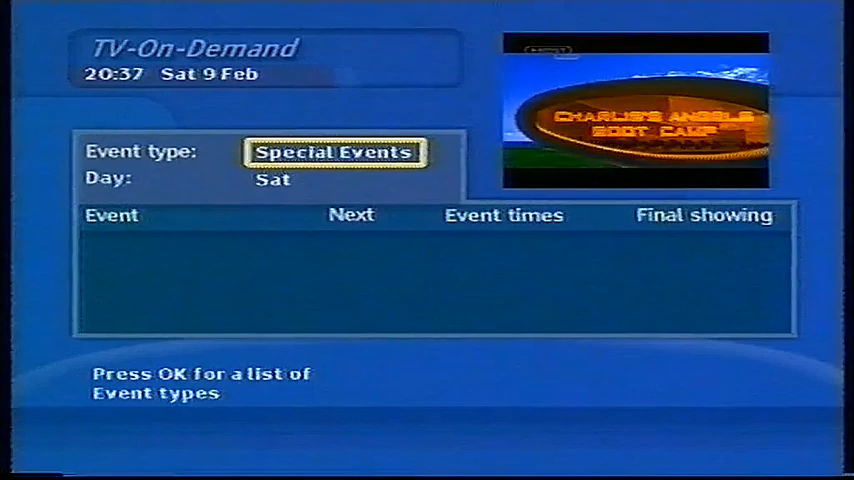 TV-On-Demand
20:37 Sat 9 Feb
CHARLIE'S ANGELS
BOOT CAMP
Event type: Special Events
Day: Sat
Event Next Event times Final showing
Press OK for a list of
Event types